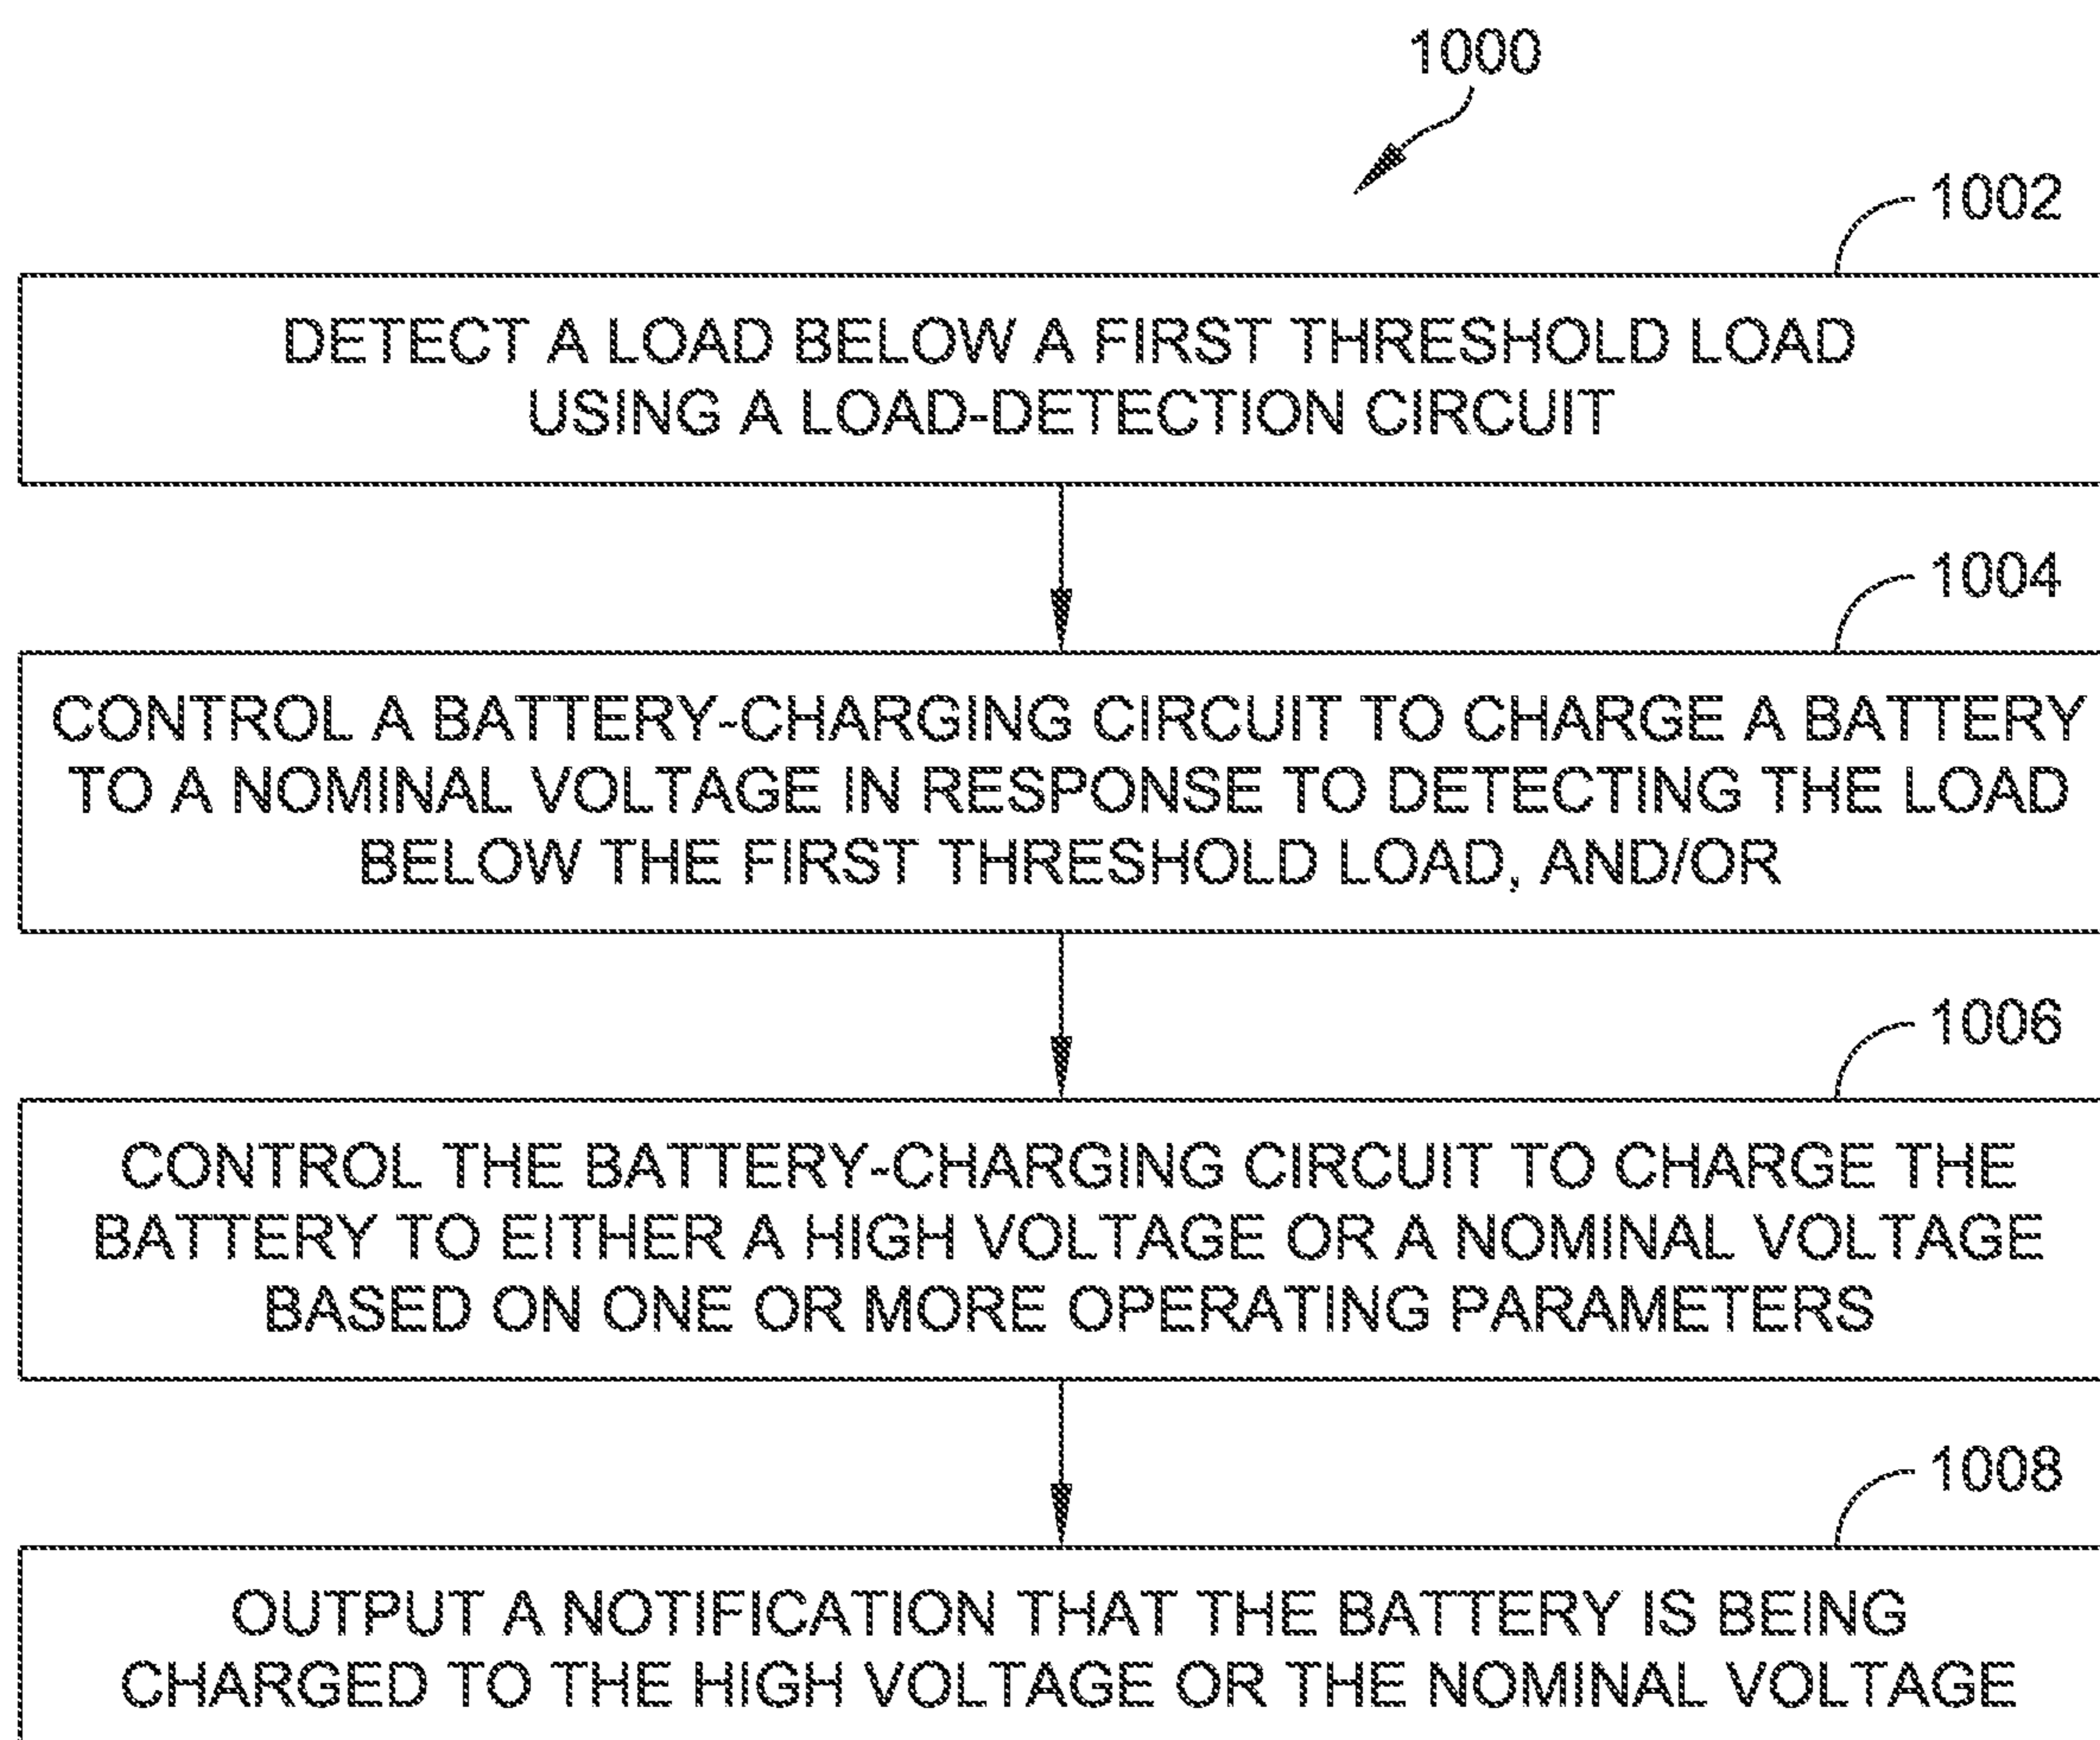 1000
1002
DETECT A LOAD BELOW A FIRST THRESHOLD LOAD
USING A LOAD-DETECTION CIRCUIT
1004
CONTROL A BATTERY-CHARGING CIRCUIT TO CHARGE A BATTERY
TO A NOMINAL VOLTAGE IN RESPONSE TO DETECTING THE LOAD
BELOW THE FIRST THRESHOLD LOAD, AND/OR
1006
CONTROL THE BATTERY-CHARGING CIRCUIT TO CHARGE THE
BATTERY TO EITHER A HIGH VOLTAGE OR A NOMINAL VOLTAGE
BASED ON ONE OR MORE OPERATING PARAMETERS
1008
OUTPUT A NOTIFICATION THAT THE BATTERY IS BEING
CHARGED TO THE HIGH VOLTAGE OR THE NOMINAL VOLTAGE